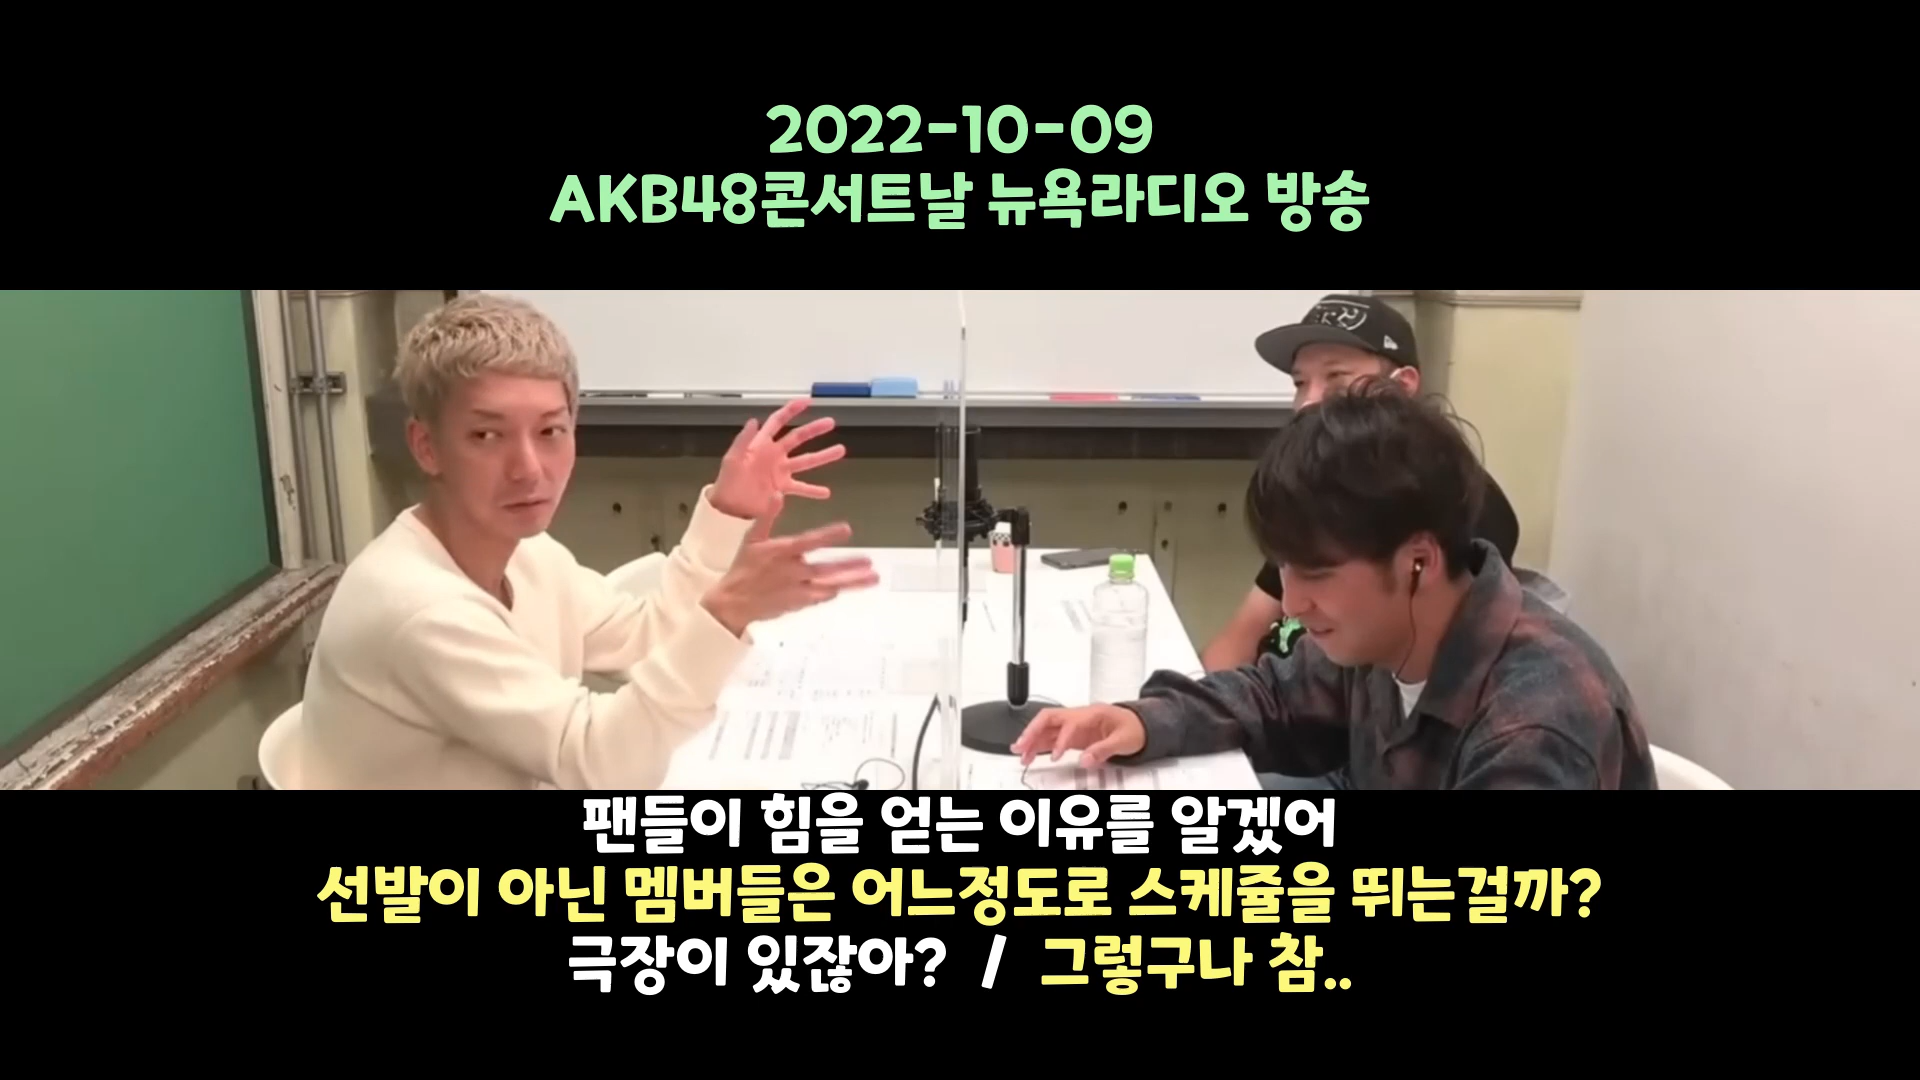 2022-10-09
AKB48콘서트날 뉴욕라디오 방송
팬들이 힘을 얻는 이유를 알겠어
선발이 아닌 멤버들은 어느정도로 스케쥴을 뛰는걸까?
극장이 있잖아? / 그렇구나 참..